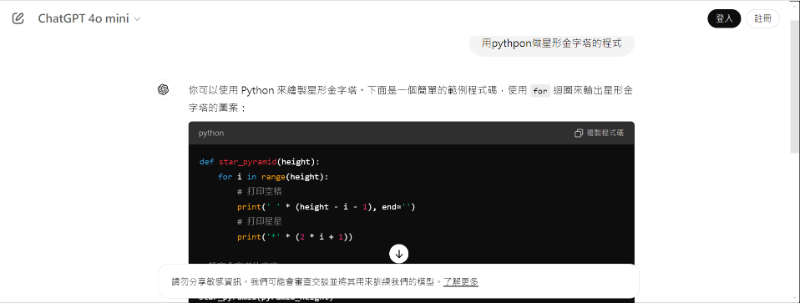 ChatGPT 4o mini
登入
註冊
用pythpon做星形金字塔的程式
你可以使用 Python 來繪製星形金字塔。下面是一個簡單的範例程式碼，使用 for 迴圈來輸出星形金
字塔的圖案：
python
複製程式碼
def star_pyramid(height):
for i in range(height):
# 打印空格
print(' ' * (height - i - 1), end='')
# 打印星星
print('*' * (2 * i + 1))
請勿分享敏感資訊。我們可能會審查交談並將其用來訓練我們的模型。了解更多
star_pyramid(pyramid_height)